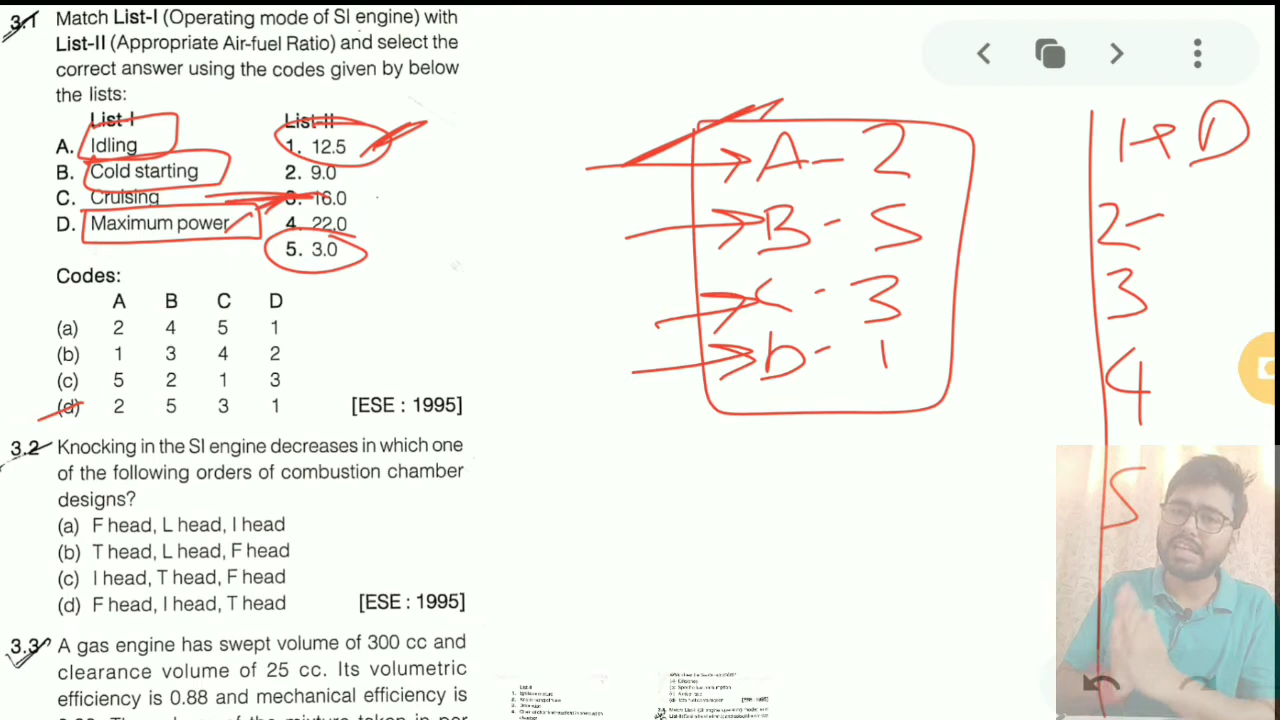 3.1 Match List-I (Operating mode of SI engine) with
List-II (Appropriate Air-fuel Ratio) and select the
correct answer using the codes given by below
the lists:
List-I List-II
A. Idling 1. 12.5
B. Cold starting 2. 9.0
C. Cruising 3. 16.0
D. Maximum power 4. 22.0
5. 3.0
Codes:
A B C D
(a) 2 4 5 1
(b) 1 3 4 2
(c) 5 2 1 3
(d) 2 5 3 1 [ESE : 1995]
3.2 Knocking in the SI engine decreases in which one
of the following orders of combustion chamber
designs?
(a) F head, L head, I head
(b) T head, L head, F head
(c) I head, T head, F head
(d) F head, I head, T head [ESE : 1995]
3.3 A gas engine has swept volume of 300 cc and
clearance volume of 25 cc. Its volumetric
efficiency is 0.88 and mechanical efficiency is
A - 2
B - 5
C - 3
D - 1
1 → D
2 -
3
4
5